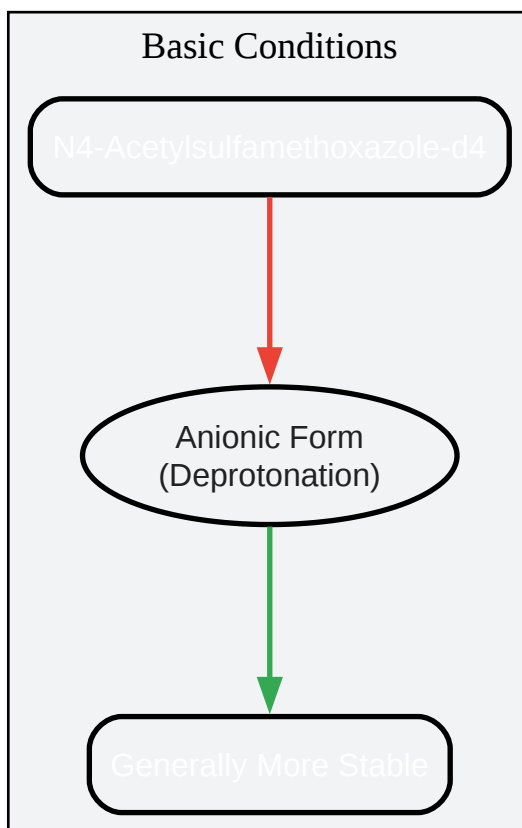 Basic Conditions
N4-Acetylsulfamethoxazole-d4
Anionic Form
(Deprotonation)
Generally More Stable